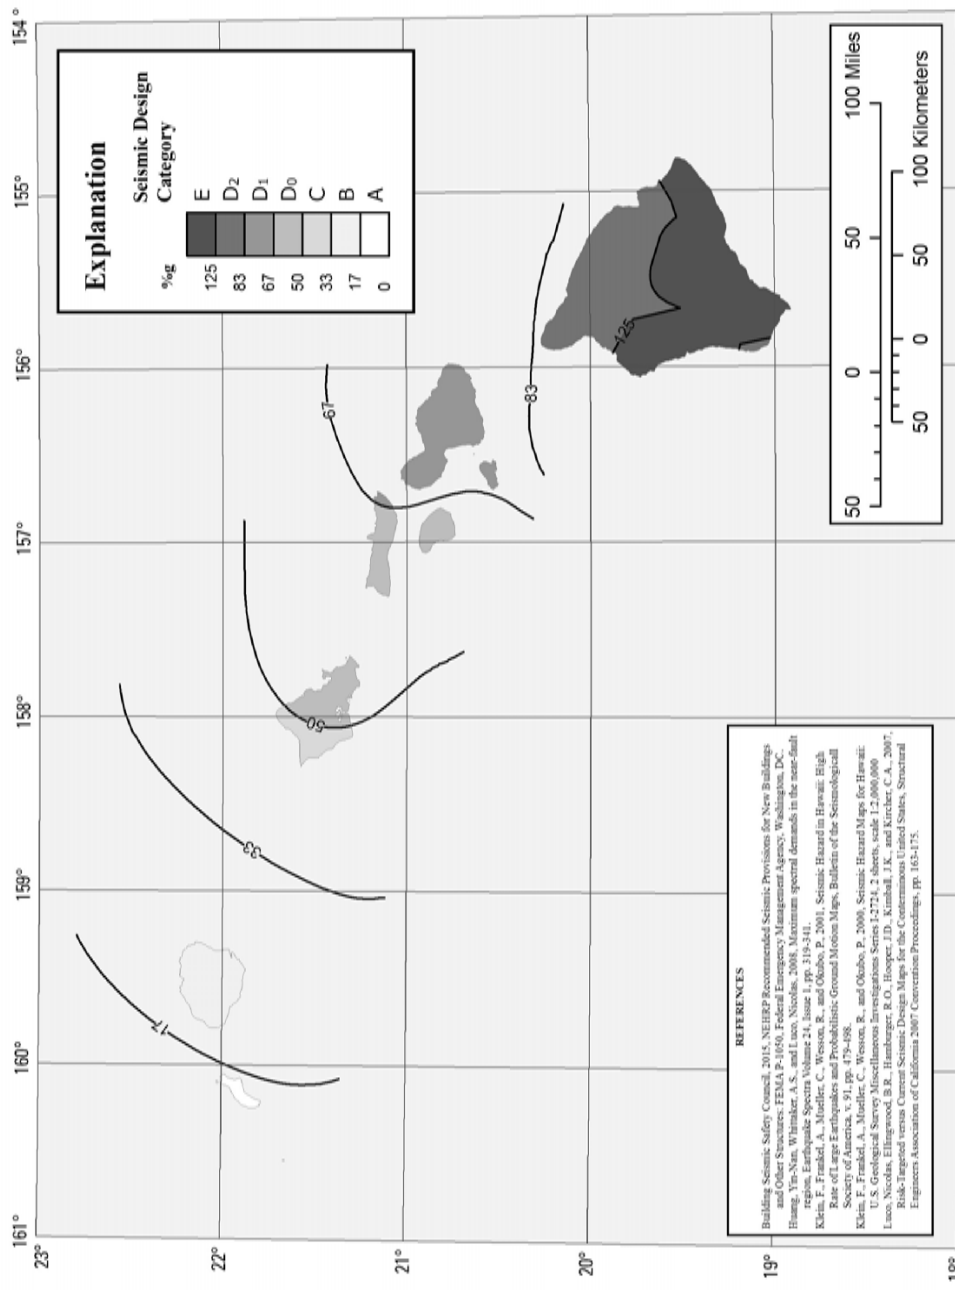 154°
155°
156°
157°
158°
159°
160°
161°
23°
22°
21°
20°
19°
18°
Explanation
Seismic Design
Category
%g
125
E
83
D2
67
D1
50
D0
33
C
17
B
0
A
17
33
50
67
83
125
50
0
50
100 Miles
50
0
50
100 Kilometers
REFERENCES
Building Seismic Safety Council, 2015, NEHRP Recommended Seismic Provisions for New Buildings
and Other Structures: FEMA P-1050, Federal Emergency Management Agency, Washington, DC.
Huang, Yin-Nan, Whittaker, A.S., and Luco, Nicolas, 2008, Maximum spectral demands in the near-fault
region, Earthquake Spectra Volume 24, Issue 1, pp. 319-341.
Klein, F., Frankel, A., Mueller, C., Wesson, R., and Okubo, P., 2001, Seismic Hazard in Hawaii: High
Rate of Large Earthquakes and Probabilistic Ground Motion Maps, Bulletin of the Seismologicall
Society of America, v. 91, pp. 479-498.
Klein, F., Frankel, A., Mueller, C., Wesson, R., and Okubo, P., 2000, Seismic Hazard Maps for Hawaii:
U.S. Geological Survey Miscellaneous Investigations Series I-2724, 2 sheets, scale 1:2,000,000
Luco, Nicolas, Ellingwood, B.R., Hamburger, R.O., Hooper, J.D., Kimball, J.K., and Kircher, C.A., 2007,
Risk-Targeted versus Current Seismic Design Maps for the Conterminous United States, Structural
Engineers Association of California 2007 Convention Proceedings, pp. 163-175.